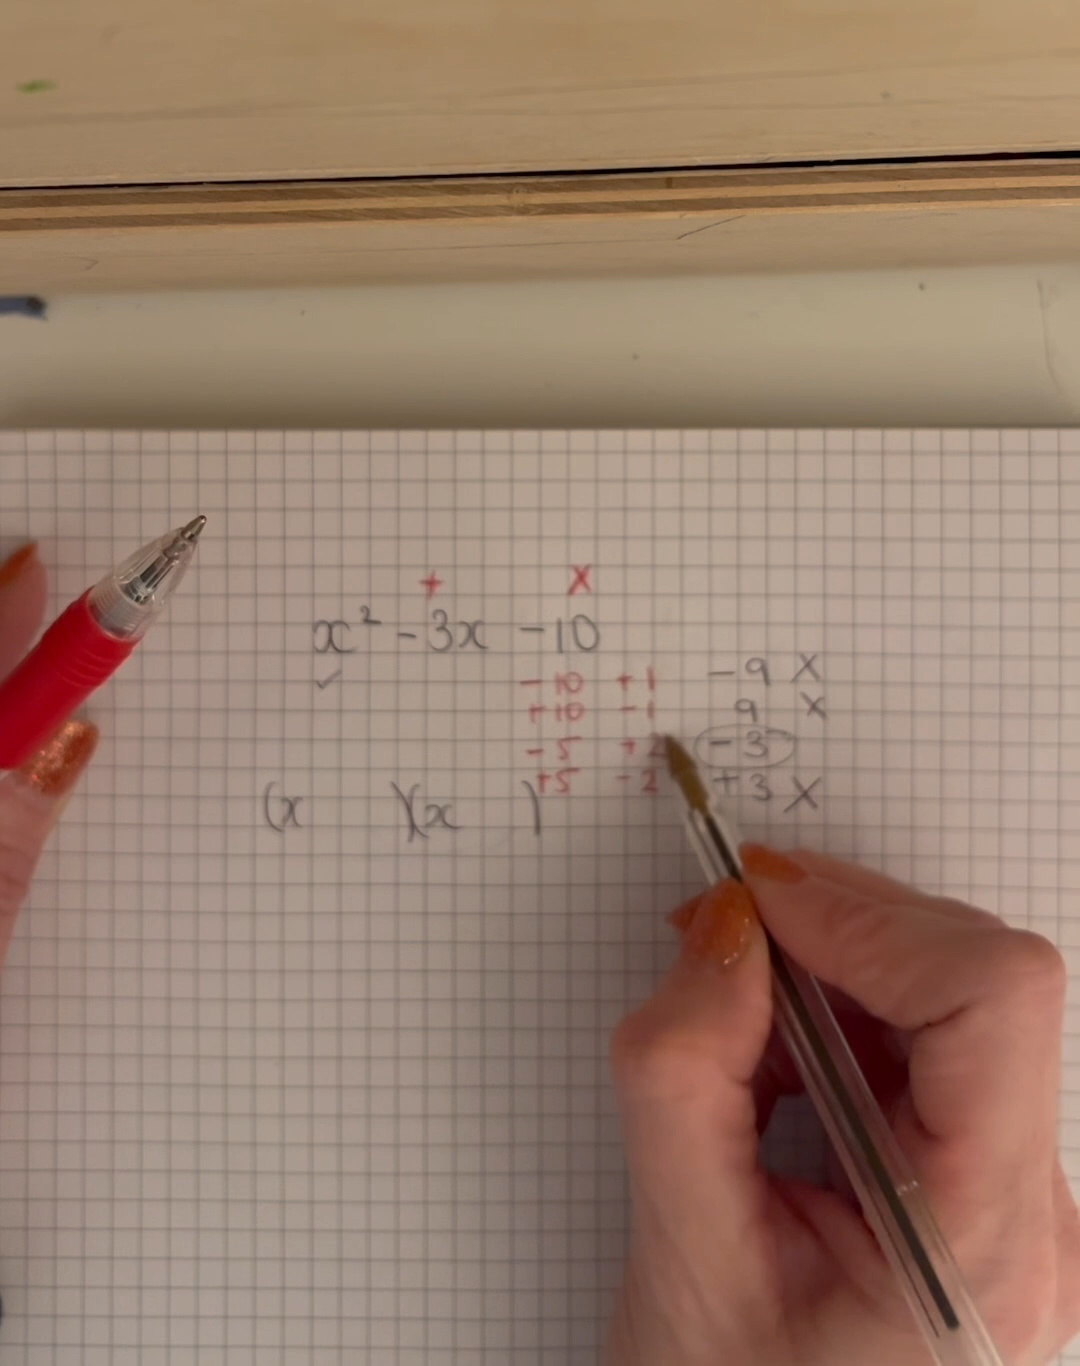 + x
x² - 3x - 10
✓ - 10 + 1 - 9 x
+ 10 - 1 9 x
- 5 + 2 - 3
+5 - 2 + 3 x
(x )(x )